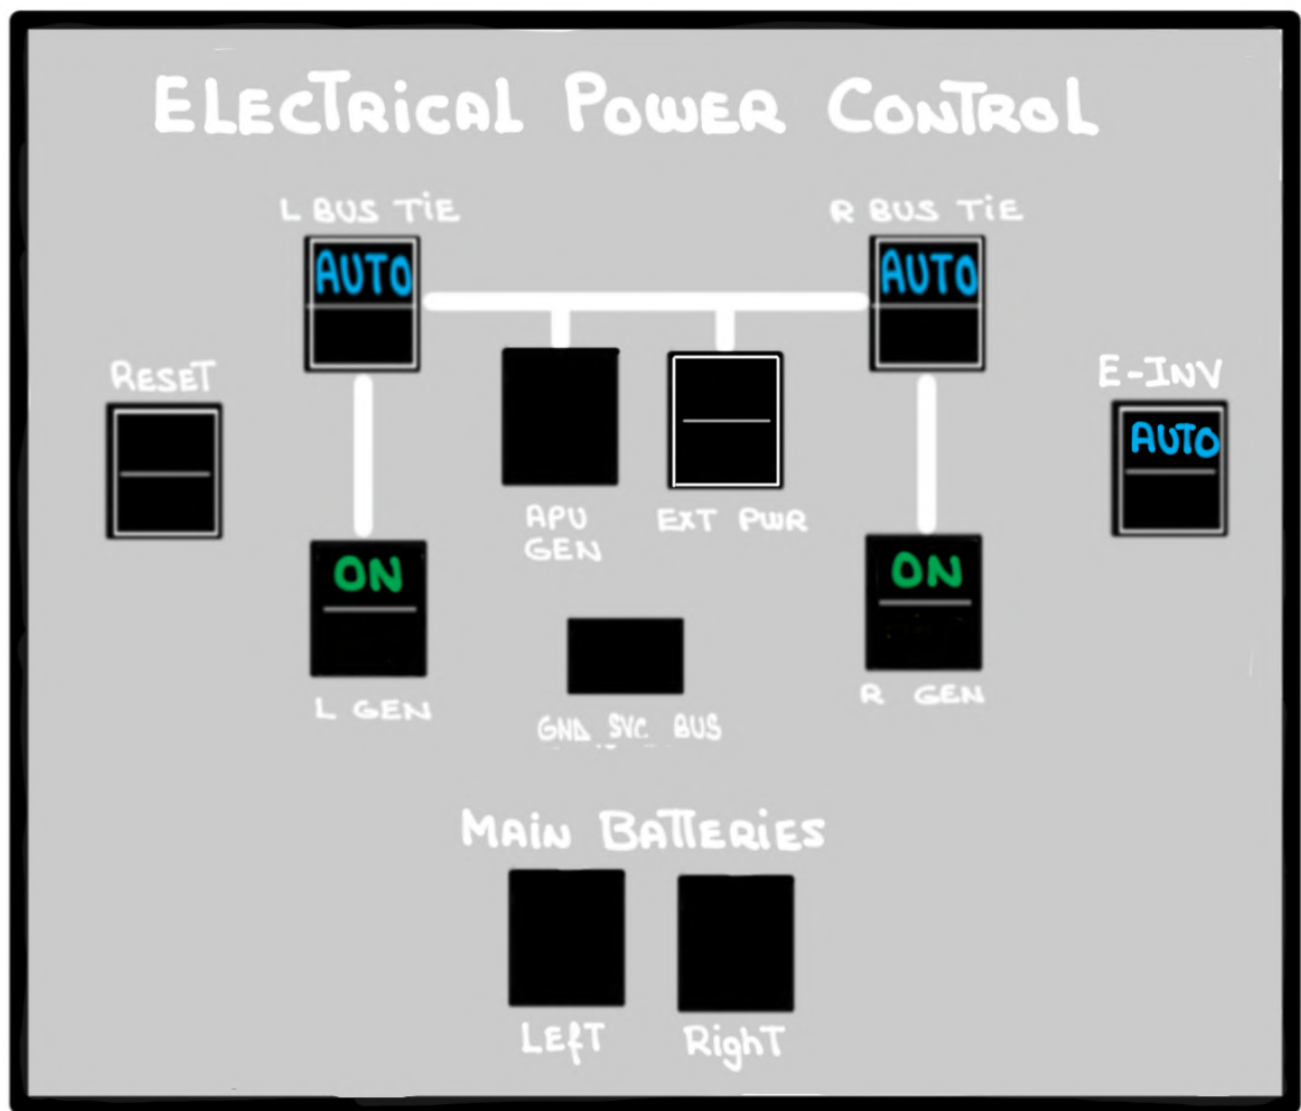 ELECTRICAL POWER CONTROL
L BUS TiE
R BUS TiE
AUTO
AUTO
RESET
E-INV
AUTO
APU
GEN
EXT PWR
ON
ON
L GEN
R GEN
GND SVC BUS
MAiN BATTERiES
LEfT
RighT